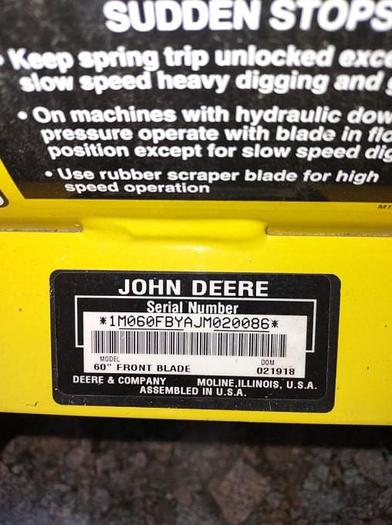 SUDDEN STOPS
• Keep spring trip unlocked
slow speed heavy digging and
• On machines with hydraulic
pressure operate with blade in
position except for slow speed
• Use rubber scraper blade for high
speed operation
JOHN DEERE
Serial Number
*1M060FBYAJM020086*
MODEL DOM
60" FRONT BLADE 021918
DEERE & COMPANY MOLINE, ILLINOIS, U.S.A.
ASSEMBLED IN U.S.A.